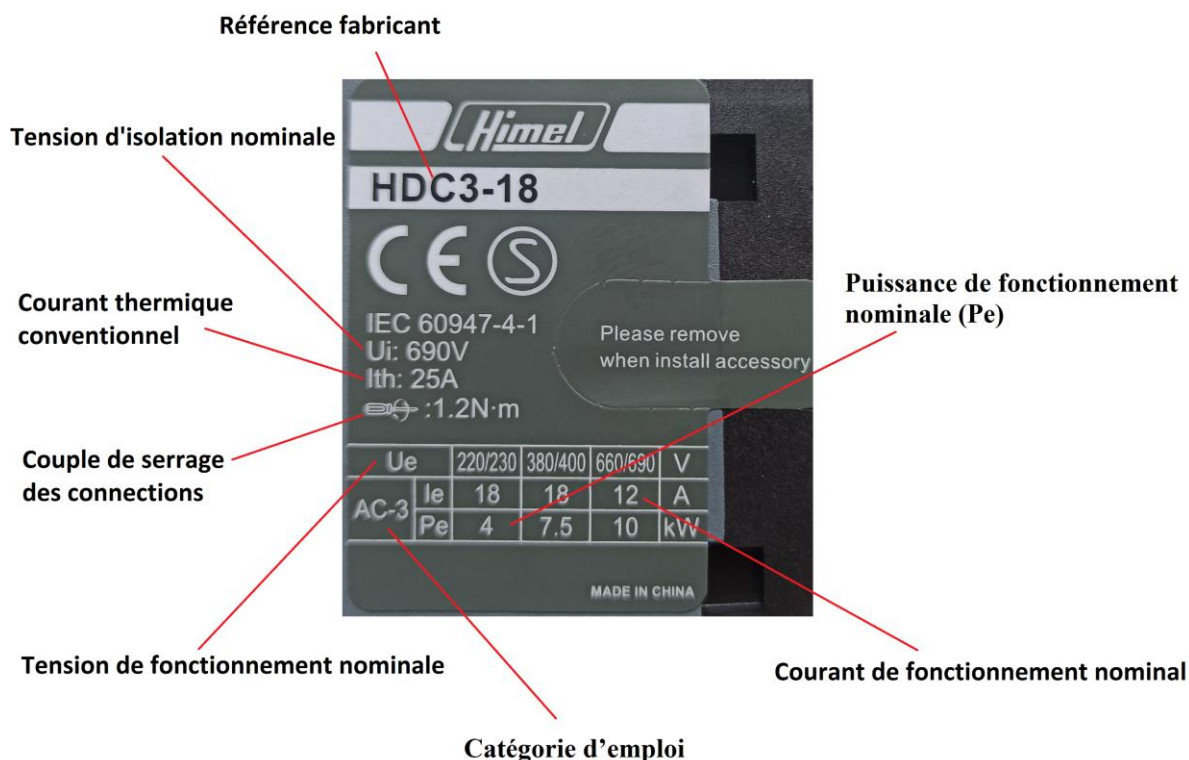 Référence fabricant
Himel
Tension d'isolation nominale
HDC3-18
CE S
Courant thermique
conventionnel
IEC 60947-4-1
Ui: 690V
Ith: 25A
:1.2N·m
Please remove
when install accessory
Puissance de fonctionnement
nominale (Pe)
Couple de serrage
des connections
Ue 220/230 380/400 660/690 V
AC-3 Ie 18 18 12 A
Pe 4 7.5 10 kW
MADE IN CHINA
Tension de fonctionnement nominale
Courant de fonctionnement nominal
Catégorie d’emploi